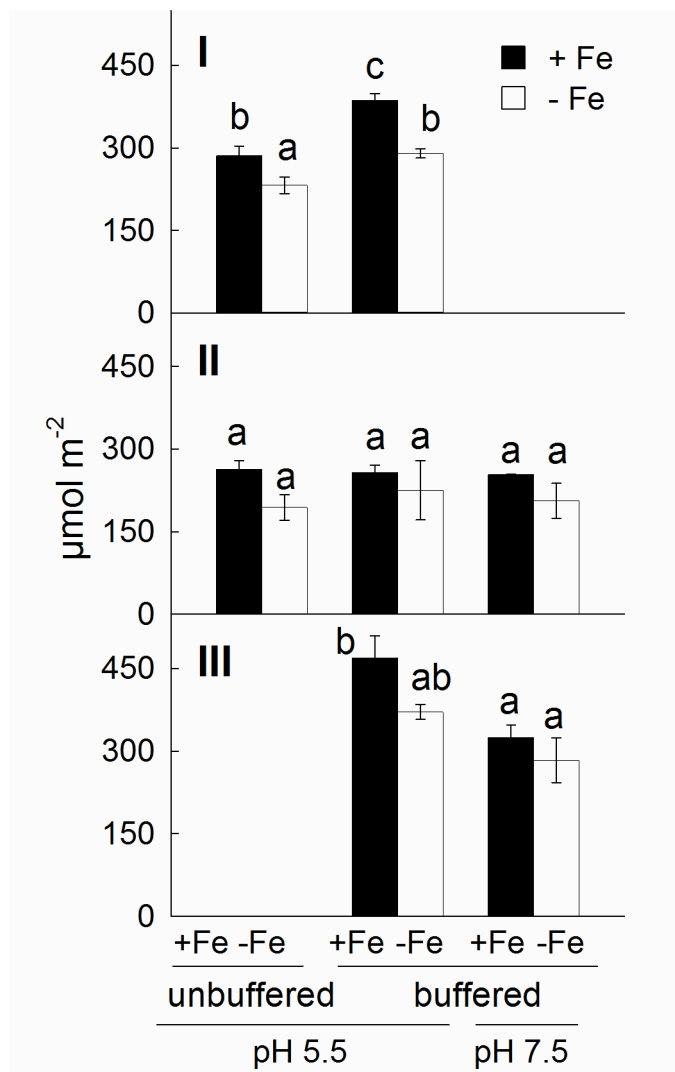 I
+ Fe
- Fe
450
300
150
0
b
a
c
b
II
450
300
150
0
a
a
a
a
a
a
µmol m-2
III
450
300
150
0
b
ab
a
a
+Fe -Fe +Fe -Fe +Fe -Fe
unbuffered buffered
pH 5.5 pH 7.5